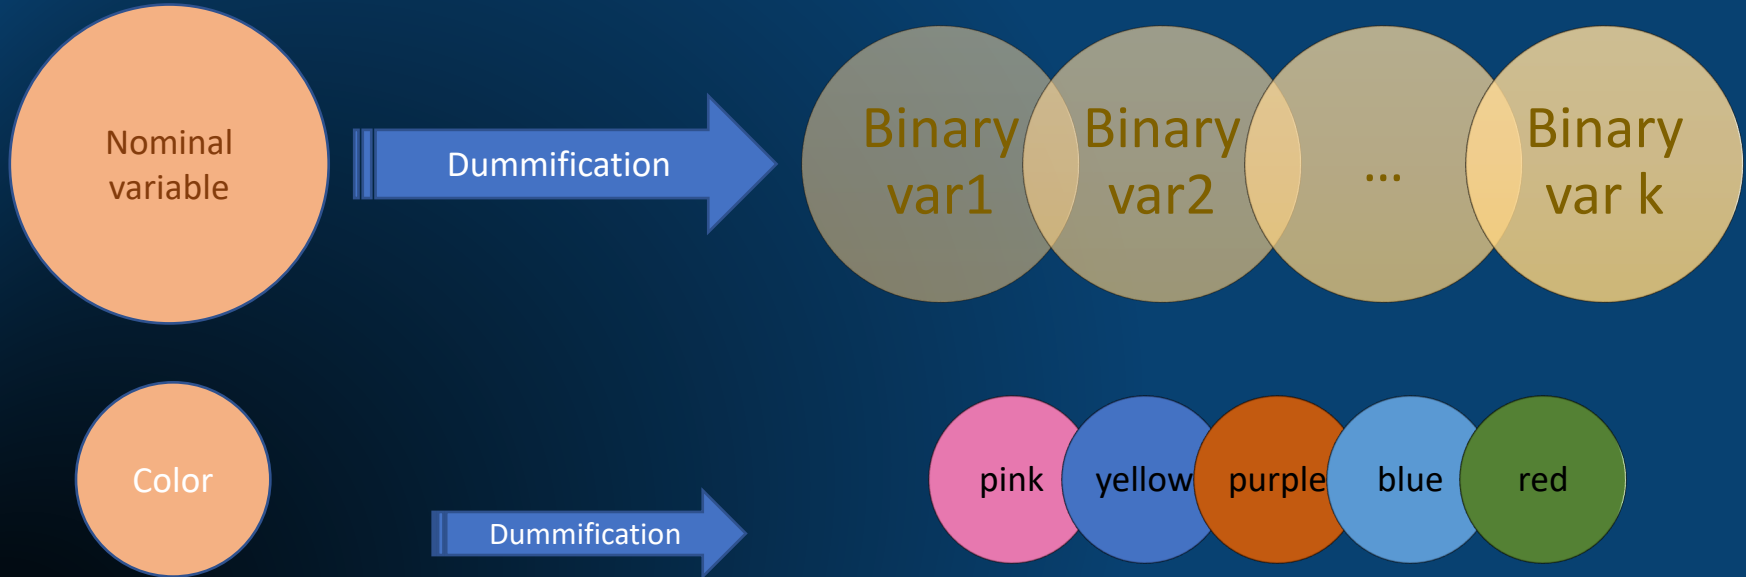 Nominal
variable
Dummification
Binary
var1
Binary
var2
...
Binary
var k
Color
Dummification
pink
yellow
purple
blue
red